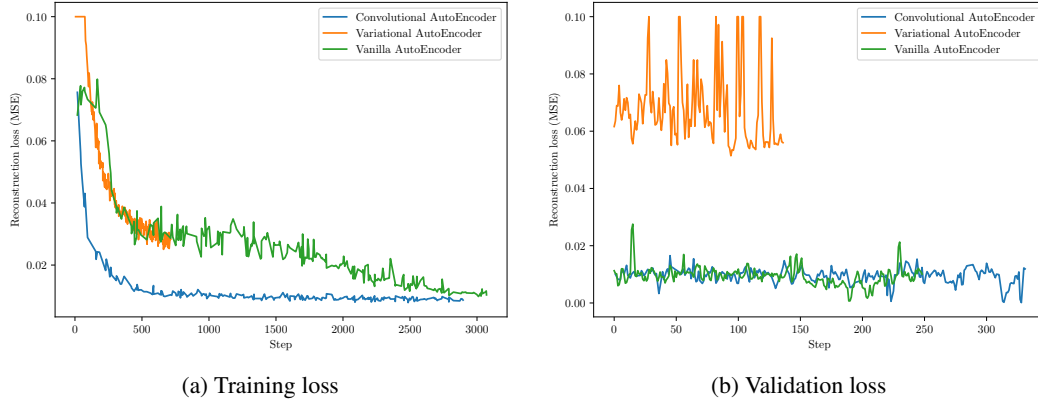 0.10
0.08
0.06
0.04
0.02
Reconstruction loss (MSE)
0 500 1000 1500 2000 2500 3000
Step
Convolutional AutoEncoder
Variational AutoEncoder
Vanilla AutoEncoder
(a) Training loss
0.10
0.08
0.06
0.04
0.02
0.00
Reconstruction loss (MSE)
0 50 100 150 200 250 300
Step
Convolutional AutoEncoder
Variational AutoEncoder
Vanilla AutoEncoder
(b) Validation loss